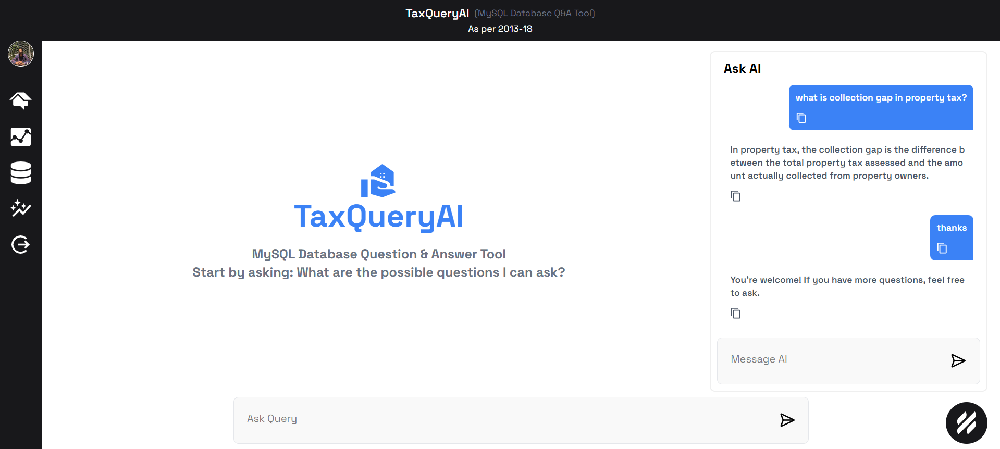 TaxQueryAI (MySQL Database Q&A Tool)
As per 2013-18
TaxQueryAI
MySQL Database Question & Answer Tool
Start by asking: What are the possible questions I can ask?
Ask Query
Ask AI
what is collection gap in property tax?
In property tax, the collection gap is the difference b
etween the total property tax assessed and the amo
unt actually collected from property owners.
thanks
You're welcome! If you have more questions, feel free
to ask.
Message AI